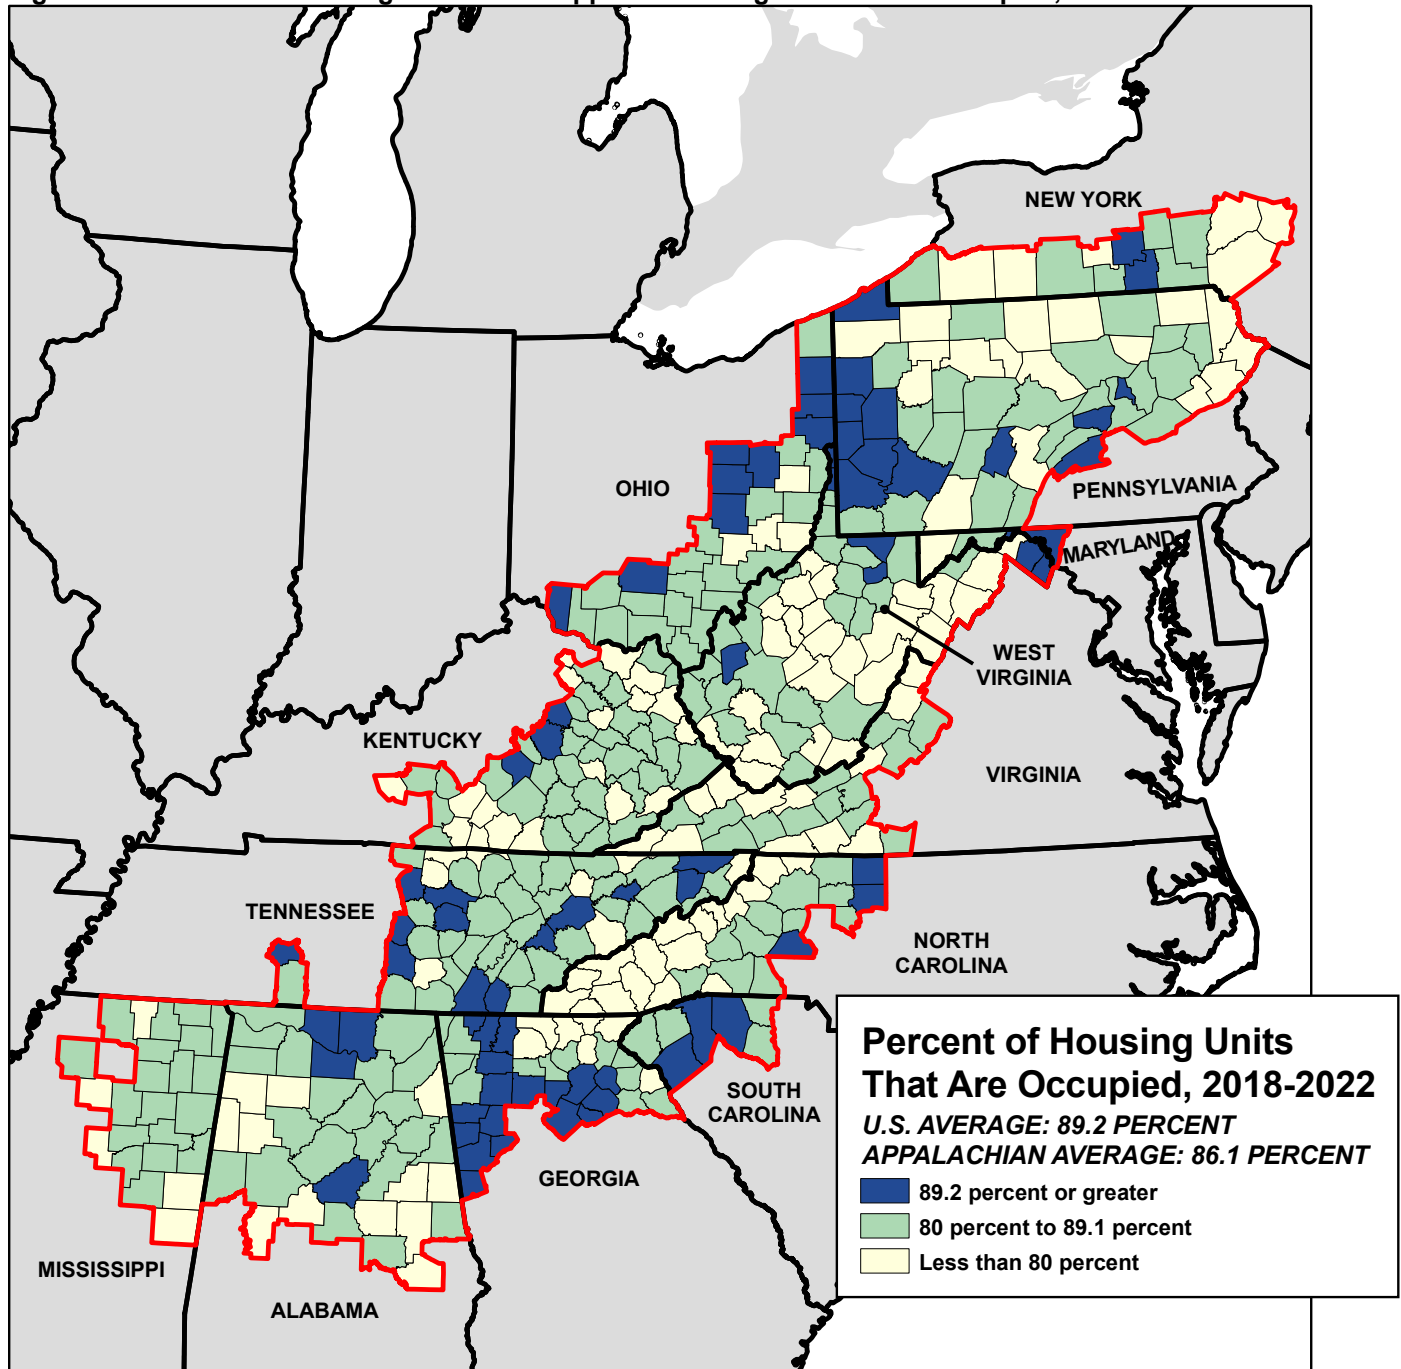 NEW YORK
OHIO
PENNSYLVANIA
MARYLAND
WEST
VIRGINIA
KENTUCKY
VIRGINIA
TENNESSEE
NORTH
CAROLINA
SOUTH
CAROLINA
GEORGIA
MISSISSIPPI
ALABAMA
Percent of Housing Units
That Are Occupied, 2018-2022
U.S. AVERAGE: 89.2 PERCENT
APPALACHIAN AVERAGE: 86.1 PERCENT
89.2 percent or greater
80 percent to 89.1 percent
Less than 80 percent